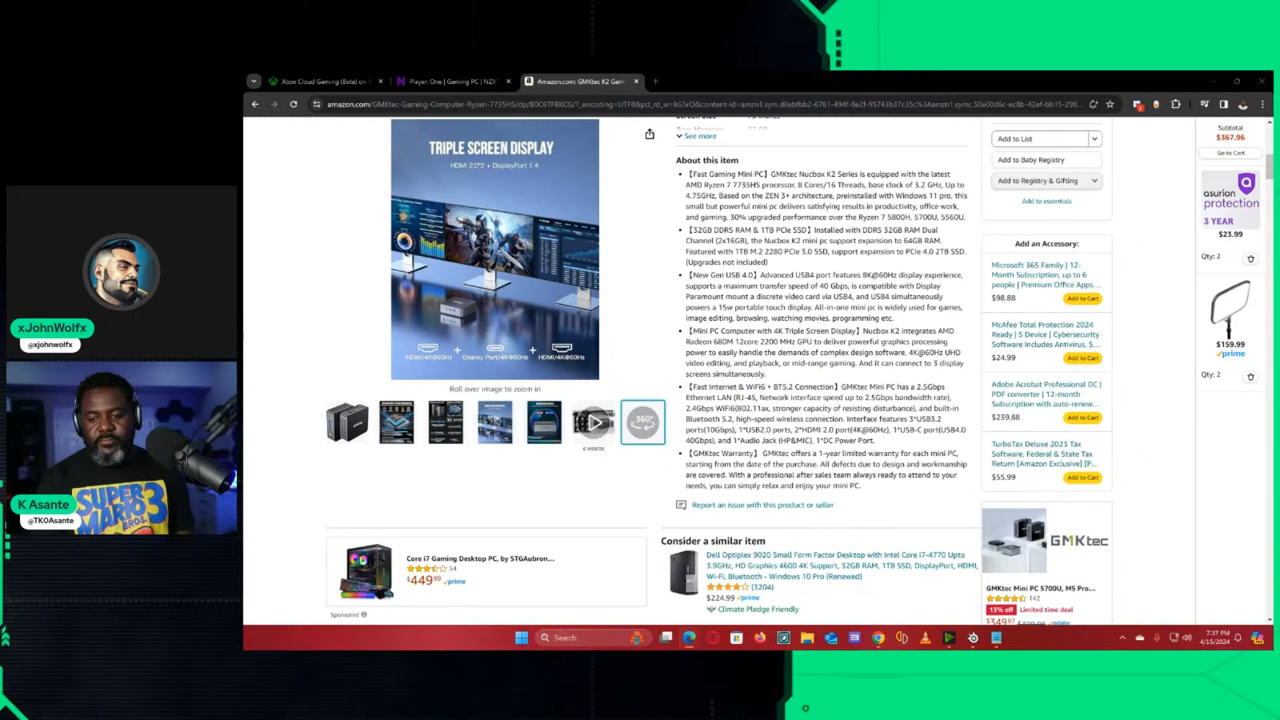 Xbox Cloud Gaming (Beta) on
Player: One | Gaming PC | NZX
Amazon.com: GMKtec K2 Gam
Screen Size
See more
About this item
【Fast Gaming Mini PC】GMKtec Nucbox K2 Series is equipped with the latest
AMD Ryzen 7 7735HS processor, 8 Cores/16 Threads, base clock of 3.2 GHz, Up to
4.75GHz, Based on the ZEN 3+ architecture, preinstalled with Windows 11 pro, this
small but powerful mini pc delivers satisfying results in productivity, office work,
and gaming. 30% upgraded performance over the Ryzen 7 5800H, 5700U, 5560U.
【32GB DDR5 RAM & 1TB PCIe SSD】Installed with DDR5 32GB RAM Dual
Channel (2x16GB), the Nucbox K2 mini pc support expansion to 64GB RAM.
Featured with 1TB M.2 2280 PCIe 3.0 SSD, support expansion to PCIe 4.0 2TB SSD.
(Upgrades not included)
【New Gen USB 4.0】Advanced USB4 port features 8K@60Hz display experience,
supports a maximum transfer speed of 40 Gbps, is compatible with Display
Paramount mount a discrete video card via USB4, and USB4 simultaneously
powers a 15w portable touch display. All-in-one mini pc is widely used for games,
image editing, browsing, watching movies, programming etc.
【Mini PC Computer with 4K Triple Screen Display】Nucbox K2 integrates AMD
Radeon 680M 12core 2200 MHz GPU to deliver powerful graphics processing
power to easily handle the demands of complex design software, 4K@60Hz UHD
video editing, and playback, or mid-range gaming. And it can connect to 3 display
screens simultaneously.
【Fast Internet & WiFi6 + BT5.2 Connection】GMKtec Mini PC has a 2.5Gbps
Ethernet LAN (RJ-45, Network interface speed up to 2.5Gbps bandwidth rate),
2.4Gbps WiFi6(802.11ax, stronger capacity of resisting disturbance), and built-in
Bluetooth 5.2, high-speed wireless connection. Interface features 3*USB3.2
ports(10Gbps), 1*USB2.0 ports, 2*HDMI 2.0 port(4K@60Hz), 1*USB-C port(USB4.0
40Gbps), and 1*Audio Jack (HP&MIC), 1*DC Power Port.
【GMKtec Warranty】GMKtec offers a 1-year limited warranty for each mini PC,
starting from the date of the purchase. All defects due to design and workmanship
are covered. With a professional after sales team always ready to attend to your
needs, you can simply relax and enjoy your mini PC.
Report an issue with this product or seller
TRIPLE SCREEN DISPLAY
HDMI 2.0*2 + DisplayPort 1.4
HDMI/4K@60Hz
Display Port/4K@60Hz
HDMI/4K@60Hz
Roll over image to zoom in
360°
6 VIDEOS
Core i7 Gaming Desktop PC, by STGAubron...
54
$449.99 prime
Sponsored
Consider a similar item
Dell Optiplex 9020 Small Form Factor Desktop with Intel Core i7-4770 Upto
3.9GHz, HD Graphics 4600 4K Support, 32GB RAM, 1TB SSD, DisplayPort, HDMI,
Wi-Fi, Bluetooth - Windows 10 Pro (Renewed)
(3204)
$224.99 prime
Climate Pledge Friendly
Add to List
Add to Baby Registry
Add to Registry & Gifting
Add to essentials
Add an Accessory:
Microsoft 365 Family | 12-
Month Subscription, up to 6
people | Premium Office Apps...
$98.88 Add to Cart
McAfee Total Protection 2024
Ready | 5 Device | Cybersecurity
Software Includes Antivirus, S...
$24.99 Add to Cart
Adobe Acrobat Professional DC |
PDF converter | 12-month
Subscription with auto-renew...
$239.88 Add to Cart
TurboTax Deluxe 2023 Tax
Software, Federal & State Tax
Return [Amazon Exclusive] [P...
$55.99 Add to Cart
GMKtec
GMKtec Mini PC 5700U, M5 Pro...
142
13% off Limited time deal
Subtotal
$367.96
Go to Cart
asurion
protection
3 YEAR
$23.99
Qty: 2
$159.99
prime
Qty: 2
Search
7:37 PM
4/15/2024
xJohnWolfx
@xjohnwolfx
K Asante
@TKOAsante
SUPER
MARIO
BROS.
3